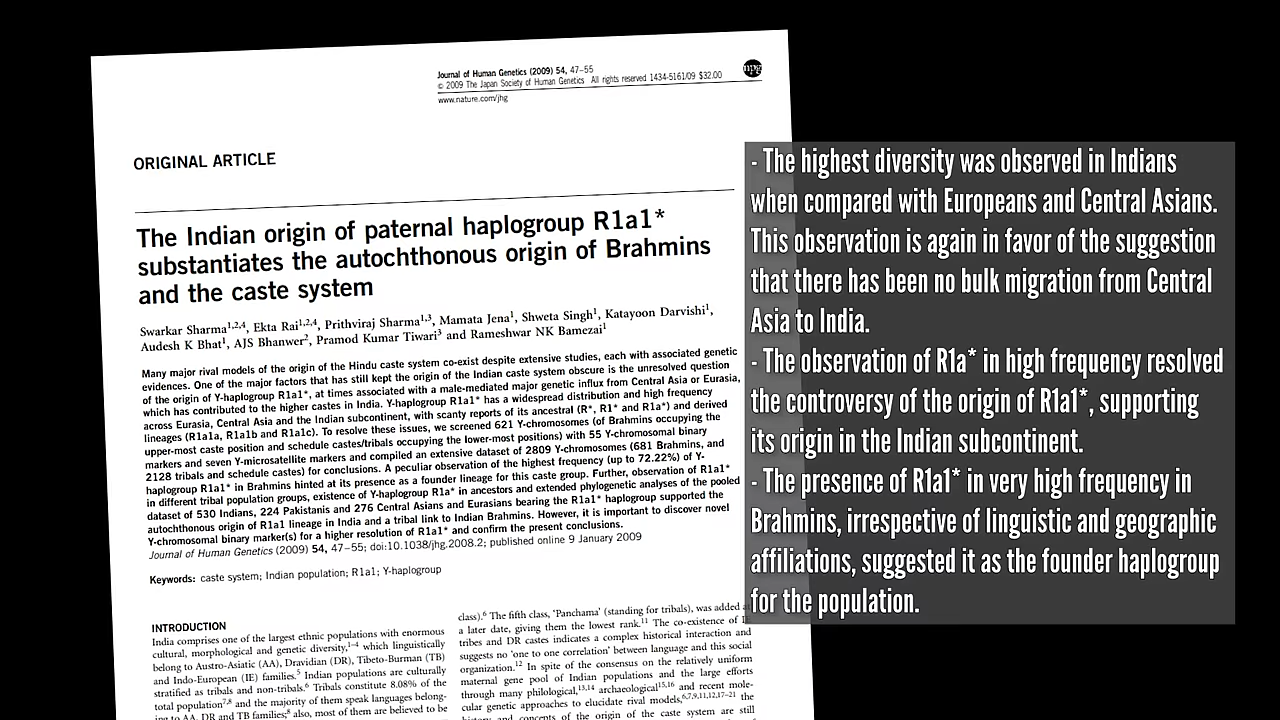 Journal of Human Genetics (2009) 54, 47–55
© 2009 The Japan Society of Human Genetics All rights reserved 1434-5161/09 $32.00
www.nature.com/jhg
npg
ORIGINAL ARTICLE
The Indian origin of paternal haplogroup R1a1*
substantiates the autochthonous origin of Brahmins
and the caste system
Swarkar Sharma1,2,4, Ekta Rai1,2,4, Prithviraj Sharma1,3, Mamata Jena1, Shweta Singh1, Katayoon Darvishi1,
Audesh K Bhat1, AJS Bhanwer2, Pramod Kumar Tiwari3 and Rameshwar NK Bamezai1
Many major rival models of the origin of the Hindu caste system co-exist despite extensive studies, each with associated genetic
evidences. One of the major factors that has still kept the origin of the Indian caste system obscure is the unresolved question
of the origin of Y-haplogroup R1a1*, at times associated with a male-mediated major genetic influx from Central Asia or Eurasia,
which has contributed to the higher castes in India. Y-haplogroup R1a1* has a widespread distribution and high frequency
across Eurasia, Central Asia and the Indian subcontinent, with scanty reports of its ancestral (R*, R1* and R1a*) and derived
lineages (R1a1a, R1a1b and R1a1c). To resolve these issues, we screened 621 Y-chromosomes (of Brahmins occupying the
upper-most caste position and schedule castes/tribals occupying the lower-most positions) with 55 Y-chromosomal binary
markers and seven Y-microsatellite markers and compiled an extensive dataset of 2809 Y-chromosomes (681 Brahmins, and
2128 tribals and schedule castes) for conclusions. A peculiar observation of the highest frequency (up to 72.22%) of Y-
haplogroup R1a1* in Brahmins hinted at its presence as a founder lineage for this caste group. Further, observation of R1a1*
in different tribal population groups, existence of Y-haplogroup R1a* in ancestors and extended phylogenetic analyses of the pooled
dataset of 530 Indians, 224 Pakistanis and 276 Central Asians and Eurasians bearing the R1a1* haplogroup supported the
autochthonous origin of R1a1 lineage in India and a tribal link to Indian Brahmins. However, it is important to discover novel
Y-chromosomal binary marker(s) for a higher resolution of R1a1* and confirm the present conclusions.
Journal of Human Genetics (2009) 54, 47–55; doi:10.1038/jhg.2008.2; published online 9 January 2009
Keywords: caste system; Indian population; R1a1; Y-haplogroup
INTRODUCTION
India comprises one of the largest ethnic populations with enormous
cultural, morphological and genetic diversity,1–4 which linguistically
belong to Austro-Asiatic (AA), Dravidian (DR), Tibeto-Burman (TB)
and Indo-European (IE) families.5 Indian populations are culturally
stratified as tribals and non-tribals.6 Tribals constitute 8.08% of the
total population7,8 and the majority of them speak languages belong-
ing to AA, DR and TB families;8 also, most of them are believed to be
class).6 The fifth class, 'Panchama' (standing for tribals), was added at
a later date, giving them the lowest rank.11 The co-existence of
tribes and DR castes indicates a complex historical interaction and
suggests no 'one to one correlation' between language and this social
organization.12 In spite of the consensus on the relatively uniform
maternal gene pool of Indian populations and the large efforts
through many philological,13,14 archaeological15,16 and recent mole-
cular genetic approaches to elucidate rival models,6,7,9,11,12,17–21 the
history and concepts of the origin of the caste system are still
- The highest diversity was observed in Indians
when compared with Europeans and Central Asians.
This observation is again in favor of the suggestion
that there has been no bulk migration from Central
Asia to India.
- The observation of R1a* in high frequency resolved
the controversy of the origin of R1a1*, supporting
its origin in the Indian subcontinent.
- The presence of R1a1* in very high frequency in
Brahmins, irrespective of linguistic and geographic
affiliations, suggested it as the founder haplogroup
for the population.